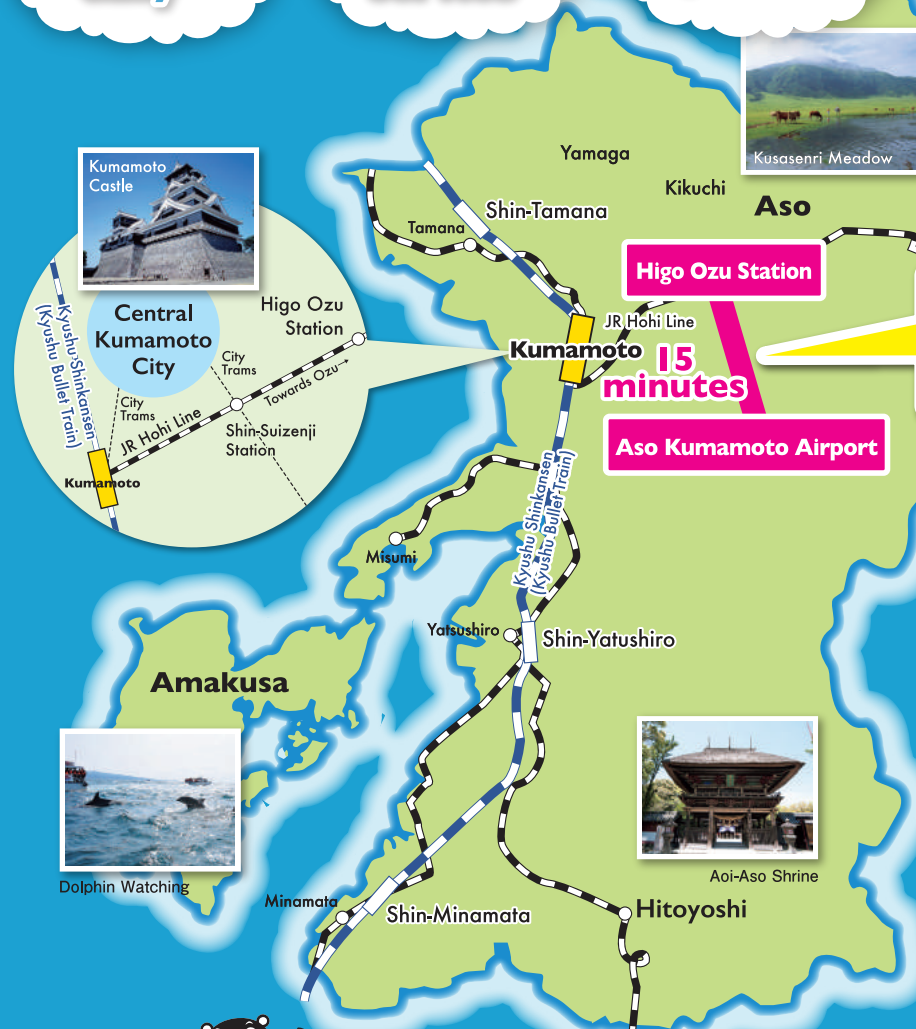 Kusasenri Meadow
Kumamoto
Castle
Yamaga
Kikuchi
Aso
Shin-Tamana
Tamana
Higo Ozu Station
JR Hohi Line
Kumamoto
15
minutes
Aso Kumamoto Airport
Central
Kumamoto
City
Higo Ozu
Station
Kyushu Shinkansen
(Kyushu Bullet Train)
City
Trams
Towards Ozu→
City
Trams
JR Hohi Line
Shin-Suizenji
Station
Kumamoto
Kyushu Shinkansen
(Kyushu Bullet Train)
Misumi
Yatsushiro
Shin-Yatushiro
Amakusa
Dolphin Watching
Aoi-Aso Shrine
Minamata
Shin-Minamata
Hitoyoshi